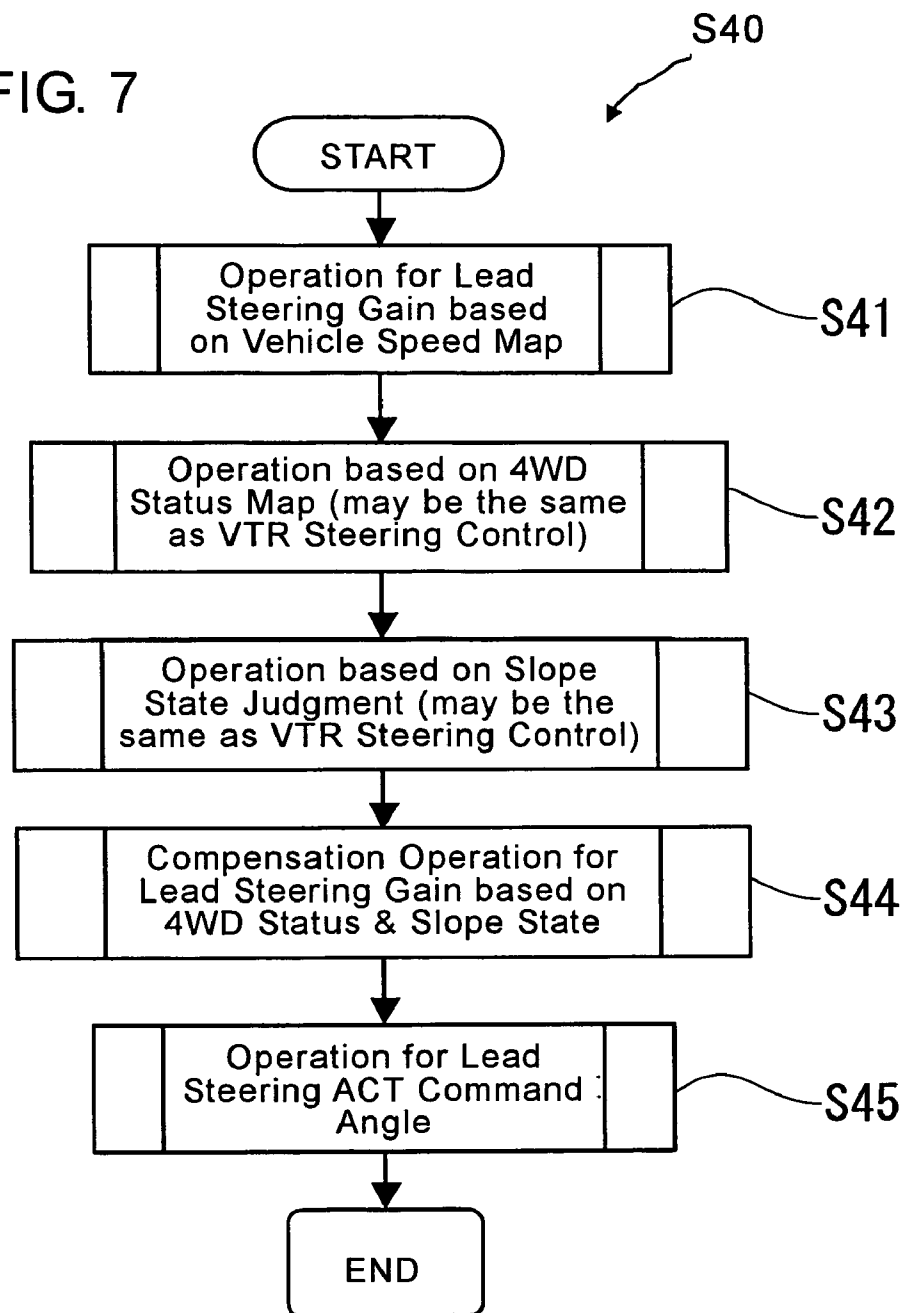 S40
FIG. 7
START
Operation for Lead
Steering Gain based
on Vehicle Speed Map
S41
Operation based on 4WD
Status Map (may be the same
as VTR Steering Control)
S42
Operation based on Slope
State Judgment (may be the
same as VTR Steering Control)
S43
Compensation Operation for
Lead Steering Gain based on
4WD Status & Slope State
S44
Operation for Lead
Steering ACT Command
Angle
S45
END